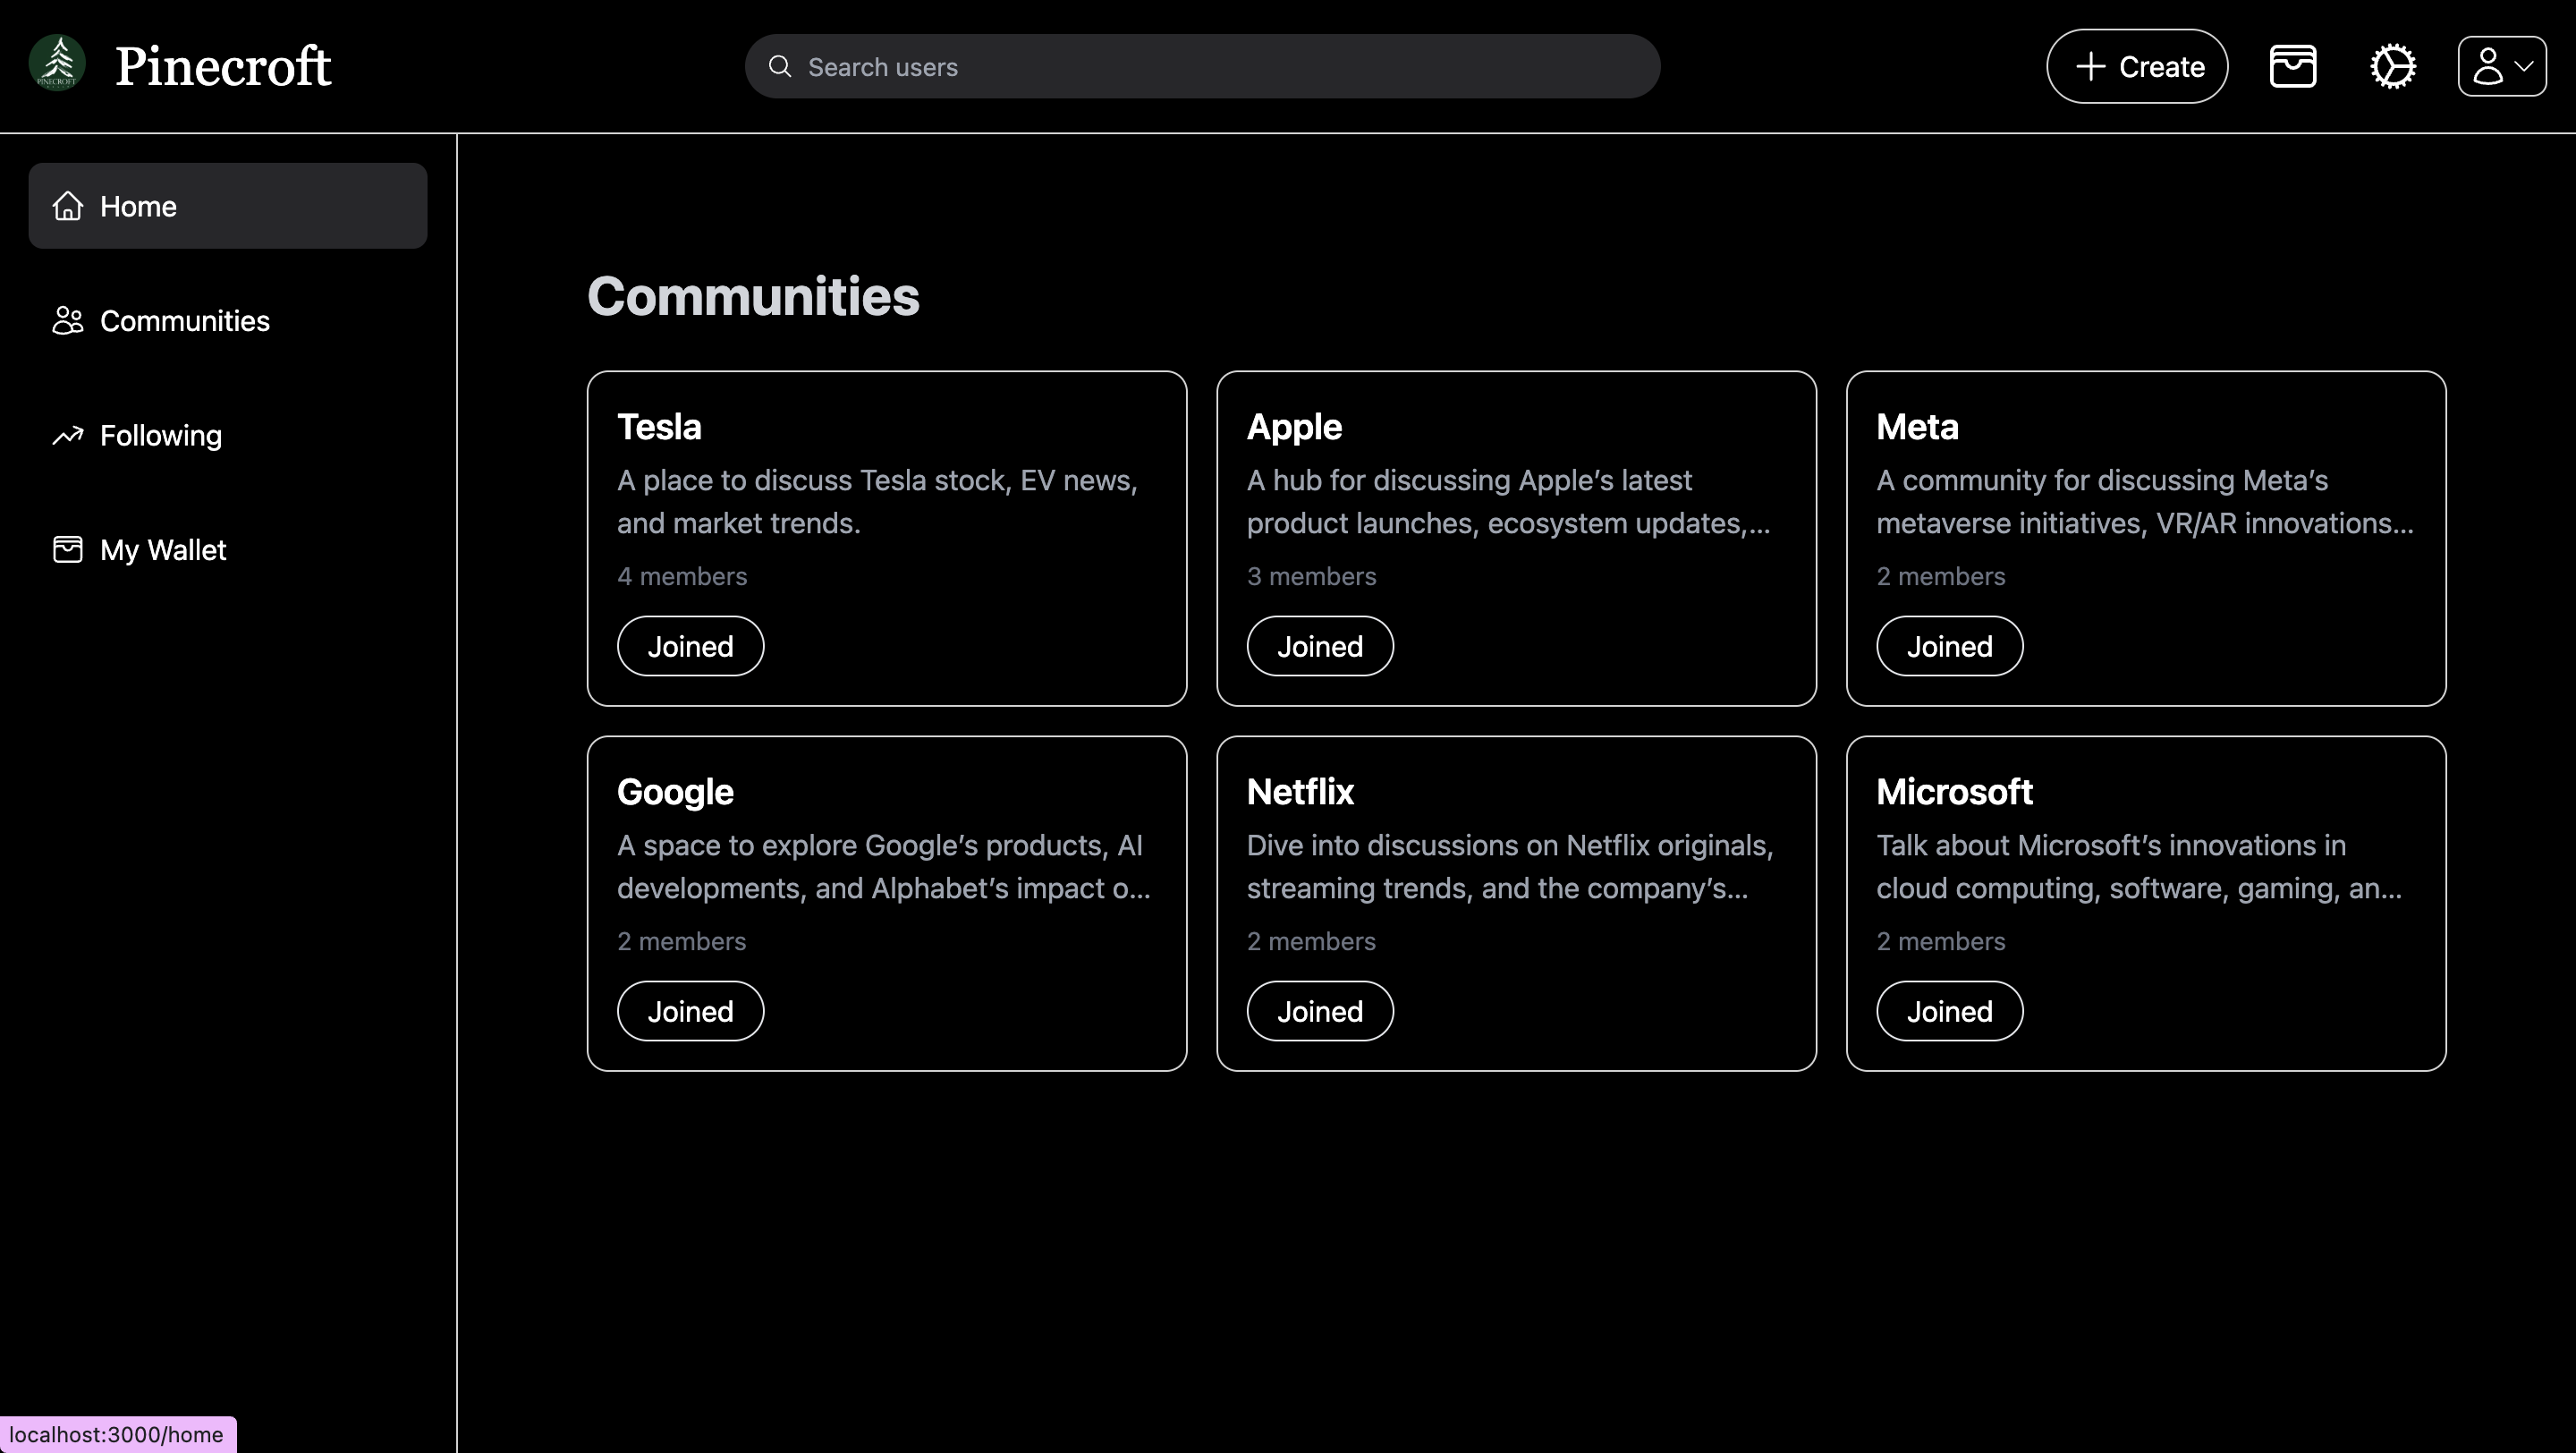 PINECROFT
Pinecroft
Search users
Create
Home
Communities
Following
My Wallet
Communities
Tesla
A place to discuss Tesla stock, EV news,
and market trends.
4 members
Joined
Apple
A hub for discussing Apple’s latest
product launches, ecosystem updates,...
3 members
Joined
Meta
A community for discussing Meta’s
metaverse initiatives, VR/AR innovations...
2 members
Joined
Google
A space to explore Google’s products, AI
developments, and Alphabet’s impact o...
2 members
Joined
Netflix
Dive into discussions on Netflix originals,
streaming trends, and the company’s...
2 members
Joined
Microsoft
Talk about Microsoft’s innovations in
cloud computing, software, gaming, an...
2 members
Joined
localhost:3000/home